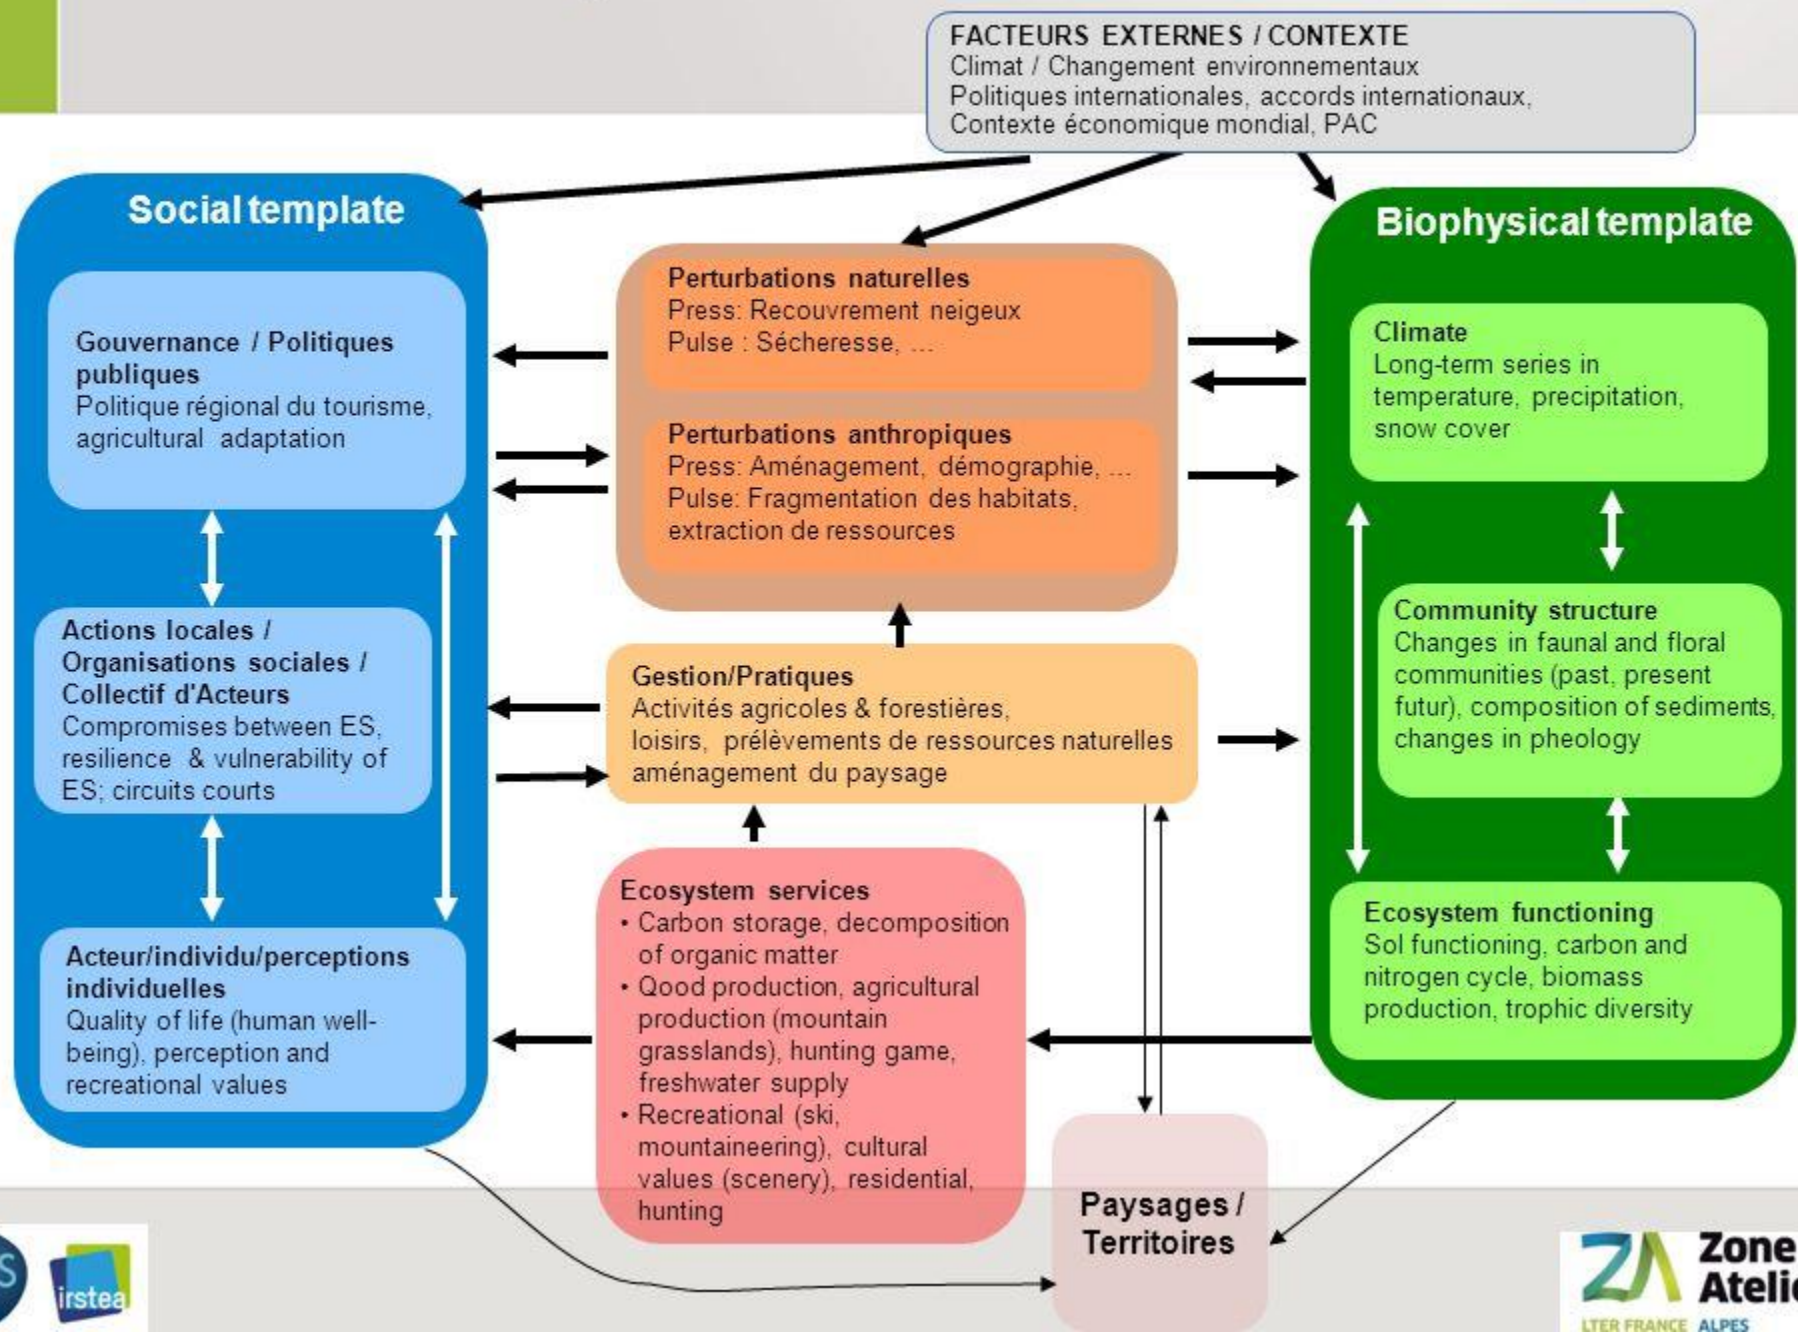 FACTEURS EXTERNES / CONTEXTE
Climat / Changement environnementaux
Politiques internationales, accords internationaux,
Contexte économique mondial, PAC
Social template
Gouvernance / Politiques
publiques
Politique régional du tourisme,
agricultural adaptation
Actions locales /
Organisations sociales /
Collectif d'Acteurs
Compromises between ES,
resilience & vulnerability of
ES; circuits courts
Acteur/individu/perceptions
individuelles
Quality of life (human well-
being), perception and
recreational values
Perturbations naturelles
Press: Recouvrement neigeux
Pulse : Sécheresse, ...
Perturbations anthropiques
Press: Aménagement, démographie, ...
Pulse: Fragmentation des habitats,
extraction de ressources
Gestion/Pratiques
Activités agricoles & forestières,
loisirs, prélèvements de ressources naturelles
aménagement du paysage
Ecosystem services
• Carbon storage, decomposition
of organic matter
• Qood production, agricultural
production (mountain
grasslands), hunting game,
freshwater supply
• Recreational (ski,
mountaineering), cultural
values (scenery), residential,
hunting
Biophysical template
Climate
Long-term series in
temperature, precipitation,
snow cover
Community structure
Changes in faunal and floral
communities (past, present
futur), composition of sediments,
changes in pheology
Ecosystem functioning
Sol functioning, carbon and
nitrogen cycle, biomass
production, trophic diversity
Paysages /
Territoires
S
irstea
ZA
Zone
Atelie
LTER FRANCE ALPES